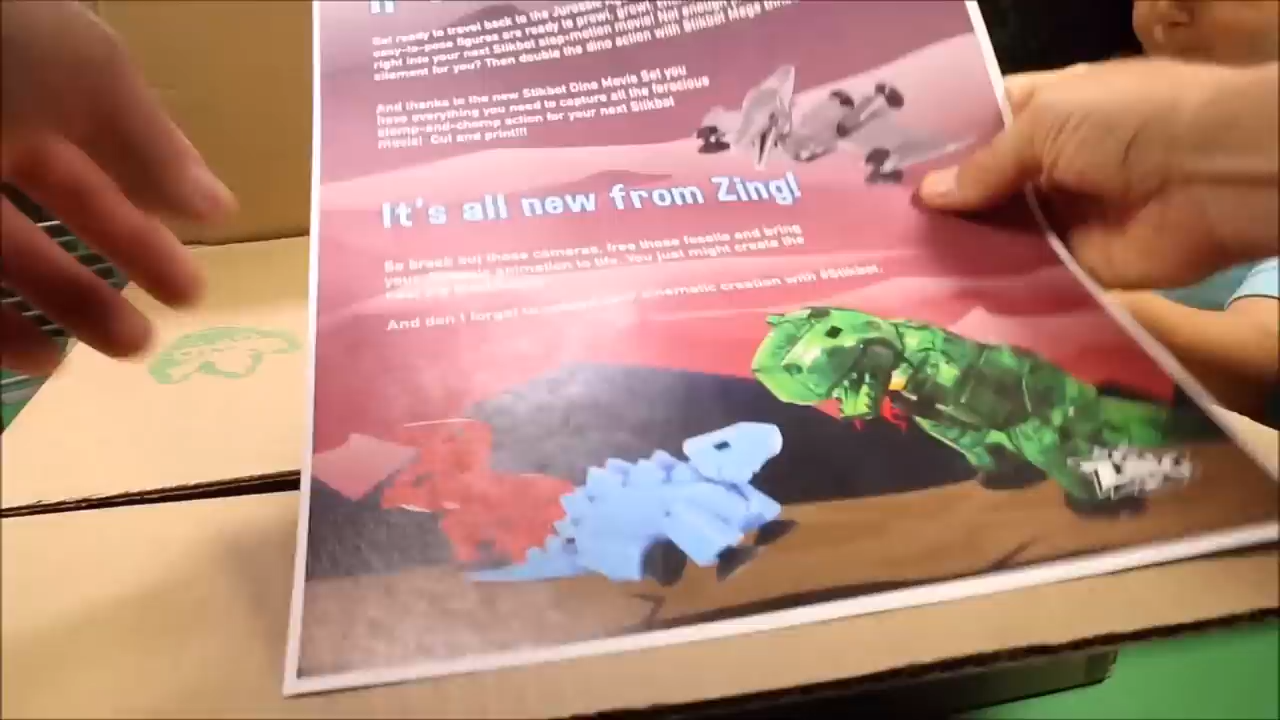 Get ready to travel back to the Jurassic
easy-to-pose figures are ready to prowl, growl
right into your next Stikbot stop-motion movie! Not enough
citement for you? Then double the dino action with Stikbot Mega
And thanks to the new Stikbot Dino Movie Set you
have everything you need to capture all the ferocious
stomp-and-chomp action for your next Stikbot
movie! Cut and print!!!
It's all new from Zing!
So break out those cameras, free those fossils and bring
your animation to life. You just might create the
And don't forget to cinematic creation with #Stikbot.